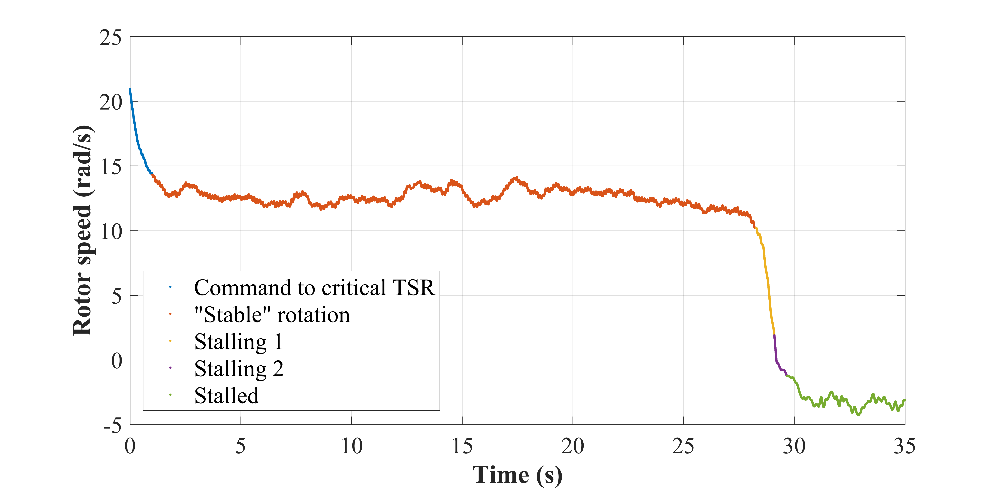 25
20
15
10
5
0
-5
Rotor speed (rad/s)
Command to critical TSR
"Stable" rotation
Stalling 1
Stalling 2
Stalled
0 5 10 15 20 25 30 35
Time (s)